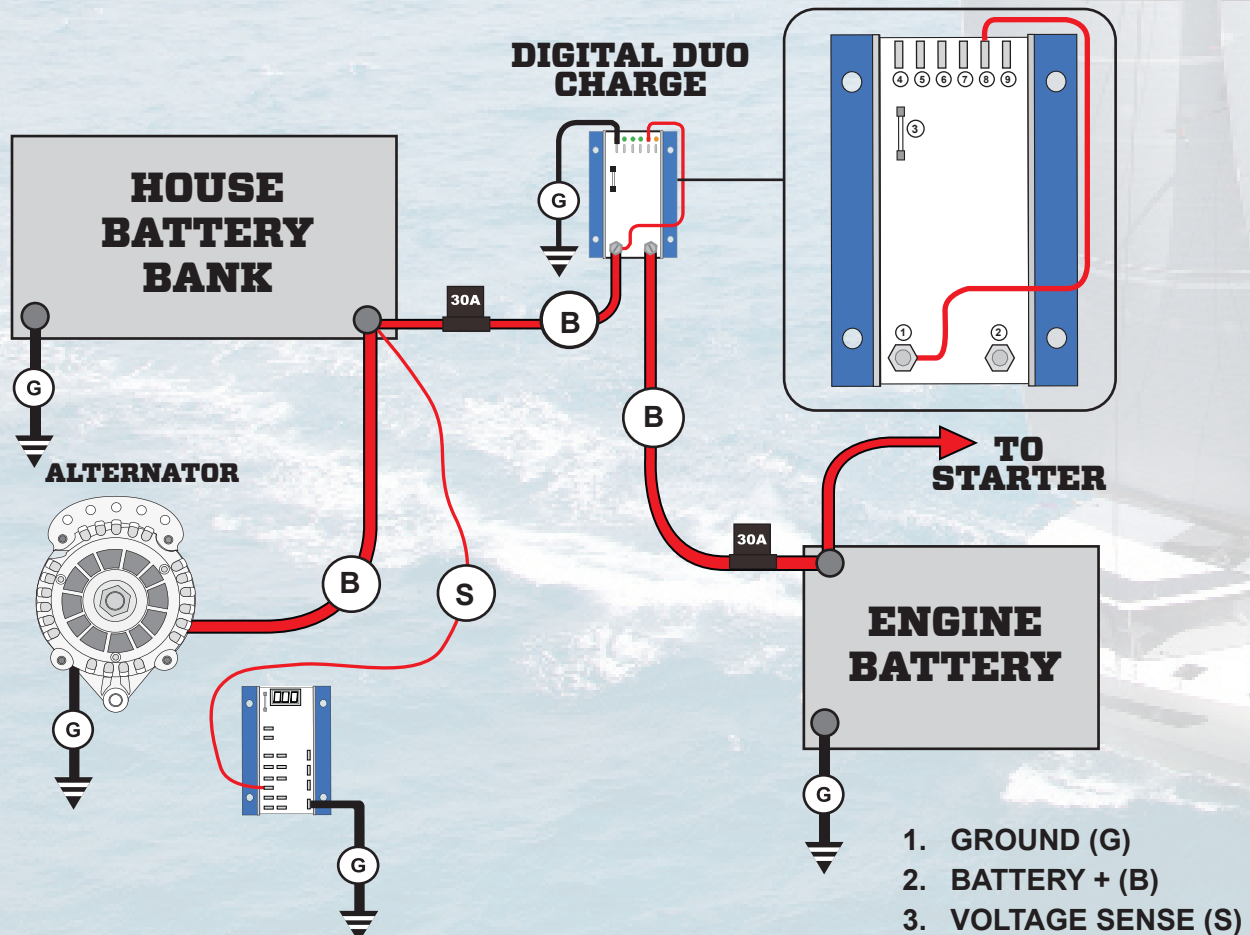 DIGITAL DUO
CHARGE
HOUSE
BATTERY
BANK
G
30A
B
4
5
6
7
8
9
3
1
2
G
B
TO
STARTER
ALTERNATOR
30A
B
S
ENGINE
BATTERY
G
G
G
1. GROUND (G)
2. BATTERY + (B)
3. VOLTAGE SENSE (S)